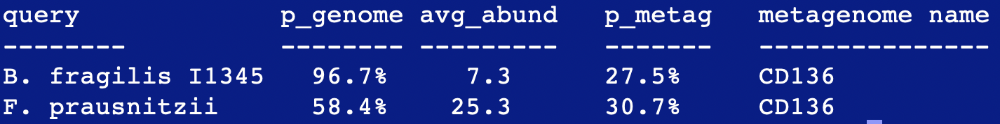 query p_genome avg_abund p_metag metagenome name
-------- -------- --------- ------- ---------------
B. fragilis I1345 96.7% 7.3 27.5% CD136
F. prausnitzii 58.4% 25.3 30.7% CD136